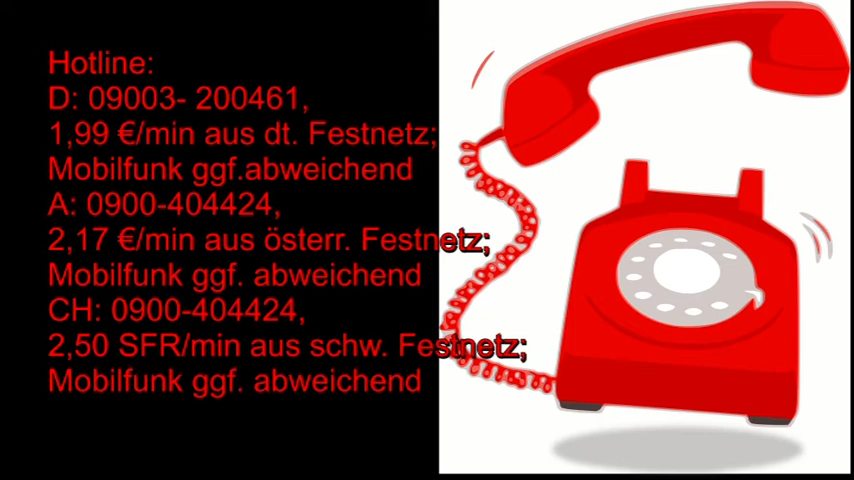 Hotline:
D: 09003- 200461,
1,99 €/min aus dt. Festnetz;
Mobilfunk ggf.abweichend
A: 0900-404424,
2,17 €/min aus österr. Festnetz;
Mobilfunk ggf. abweichend
CH: 0900-404424,
2,50 SFR/min aus schw. Festnetz;
Mobilfunk ggf. abweichend